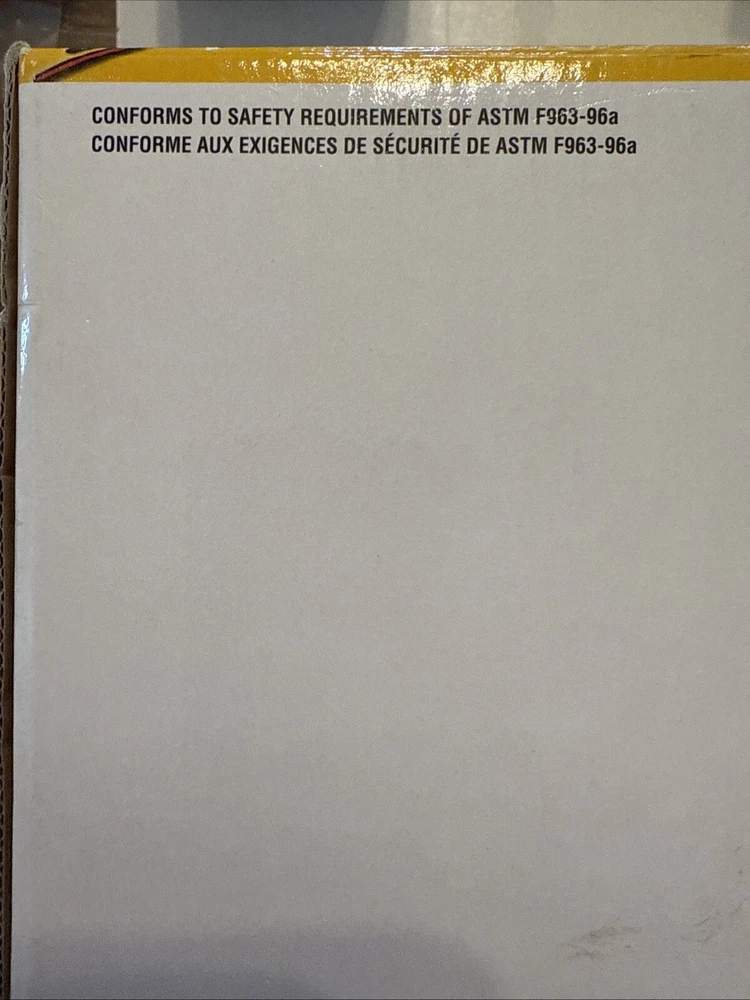 CONFORMS TO SAFETY REQUIREMENTS OF ASTM F963-96a
CONFORME AUX EXIGENCES DE SÉCURITÉ DE ASTM F963-96a